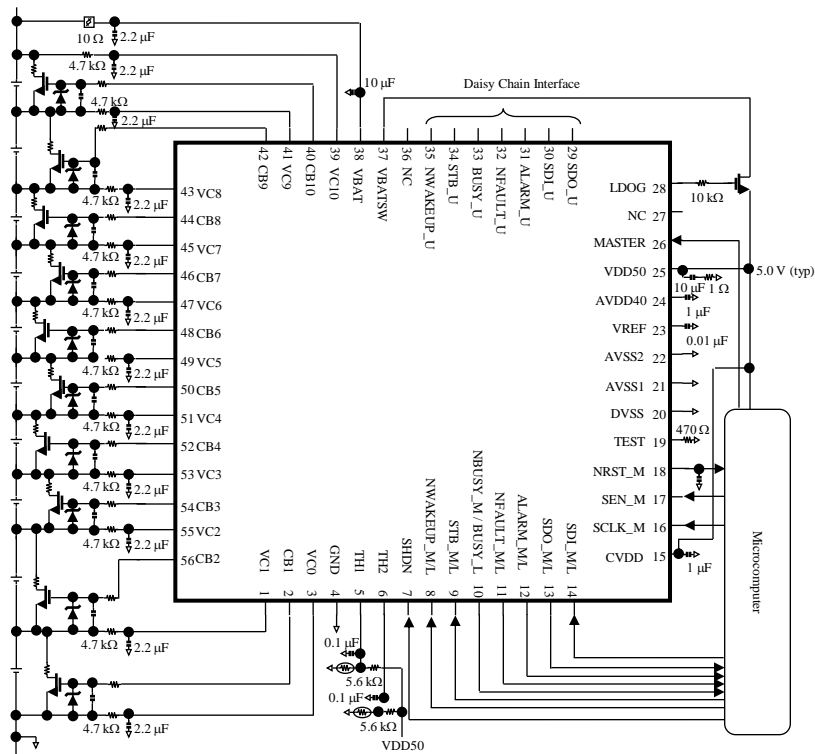 10 Ω
2.2 μF
4.7 kΩ
2.2 μF
10 μF
Daisy Chain Interface
4.7 kΩ
2.2 μF
42 CB9
41 VC9
40 CB10
39 VC10
38 VBAT
37 VBATSW
36 NC
35 NWAKEUP_U
34 STB_U
33 BUSY_U
32 NFAULT_U
31 ALARM_U
30 SDI_U
29 SDO_U
43 VC8
4.7 kΩ
2.2 μF
44 CB8
45 VC7
4.7 kΩ
2.2 μF
46 CB7
47 VC6
4.7 kΩ
2.2 μF
48 CB6
49 VC5
4.7 kΩ
2.2 μF
50 CB5
51 VC4
4.7 kΩ
2.2 μF
52 CB4
53 VC3
4.7 kΩ
2.2 μF
54 CB3
55 VC2
4.7 kΩ
2.2 μF
56 CB2
LDOG 28
10 kΩ
NC 27
MASTER 26
VDD50 25
5.0 V (typ)
10 μF 1 Ω
AVDD40 24
1 μF
VREF 23
0.01 μF
AVSS2 22
AVSS1 21
DVSS 20
470 Ω
TEST 19
NRST_M 18
SEN_M 17
SCLK_M 16
CVDD 15
1 μF
Microcomputer
VC1 1
CB1 2
VC0 3
GND 4
TH1 5
TH2 6
SHDN 7
NWAKEUP_M/L 8
STB_M/L 9
NBUSY_M / BUSY_L 10
NFAULT_M/L 11
ALARM_M/L 12
SDO_M/L 13
SDI_M/L 14
4.7 kΩ
2.2 μF
0.1 μF
5.6 kΩ
0.1 μF
5.6 kΩ
VDD50
4.7 kΩ
2.2 μF